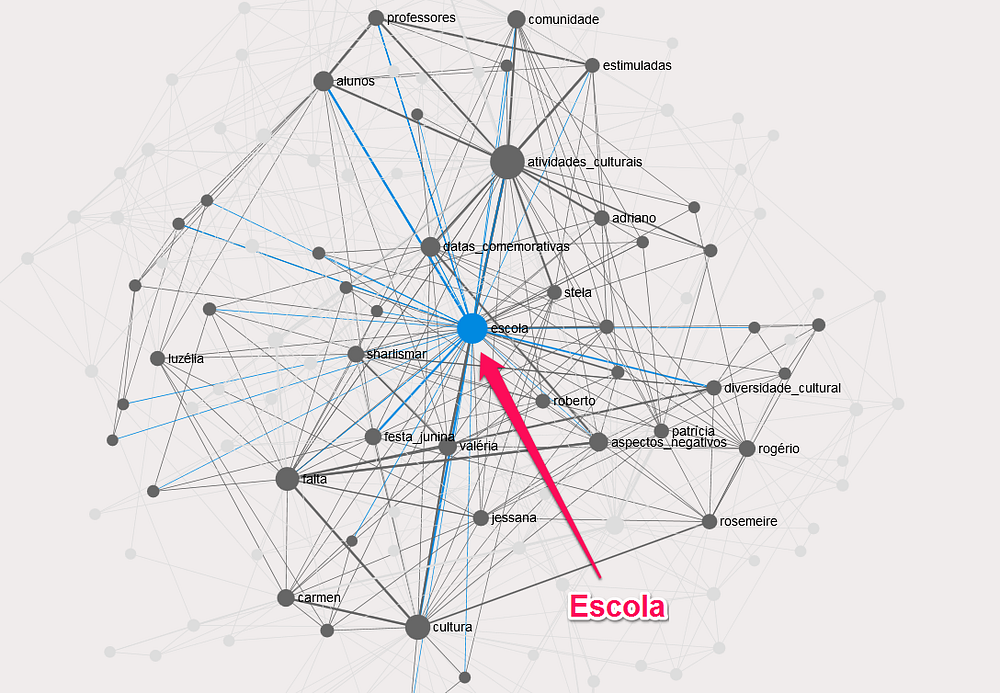 professores
comunidade
estimuladas
alunos
atividades_culturais
adriano
datas_comemorativas
stela
escola
sharlismar
luzélia
diversidade_cultural
roberto
patrícia
festa_junina
aspectos_negativos
valéria
rogério
falta
jessana
rosemeire
carmen
Escola
cultura